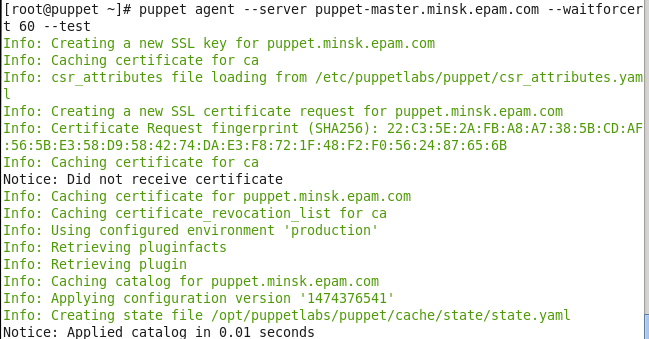 [root@puppet ~]# puppet agent --server puppet-master.minsk.epam.com --waitforcer
t 60 --test
Info: Creating a new SSL key for puppet.minsk.epam.com
Info: Caching certificate for ca
Info: csr_attributes file loading from /etc/puppetlabs/puppet/csr_attributes.yam
l
Info: Creating a new SSL certificate request for puppet.minsk.epam.com
Info: Certificate Request fingerprint (SHA256): 22:C3:5E:2A:FB:A8:A7:38:5B:CD:AF
:56:5B:E3:58:D9:58:42:74:DA:E3:F8:72:1F:48:F2:F0:56:24:87:65:6B
Info: Caching certificate for ca
Notice: Did not receive certificate
Info: Caching certificate for puppet.minsk.epam.com
Info: Caching certificate_revocation_list for ca
Info: Using configured environment 'production'
Info: Retrieving pluginfacts
Info: Retrieving plugin
Info: Caching catalog for puppet.minsk.epam.com
Info: Applying configuration version '1474376541'
Info: Creating state file /opt/puppetlabs/puppet/cache/state/state.yaml
Notice: Applied catalog in 0.01 seconds